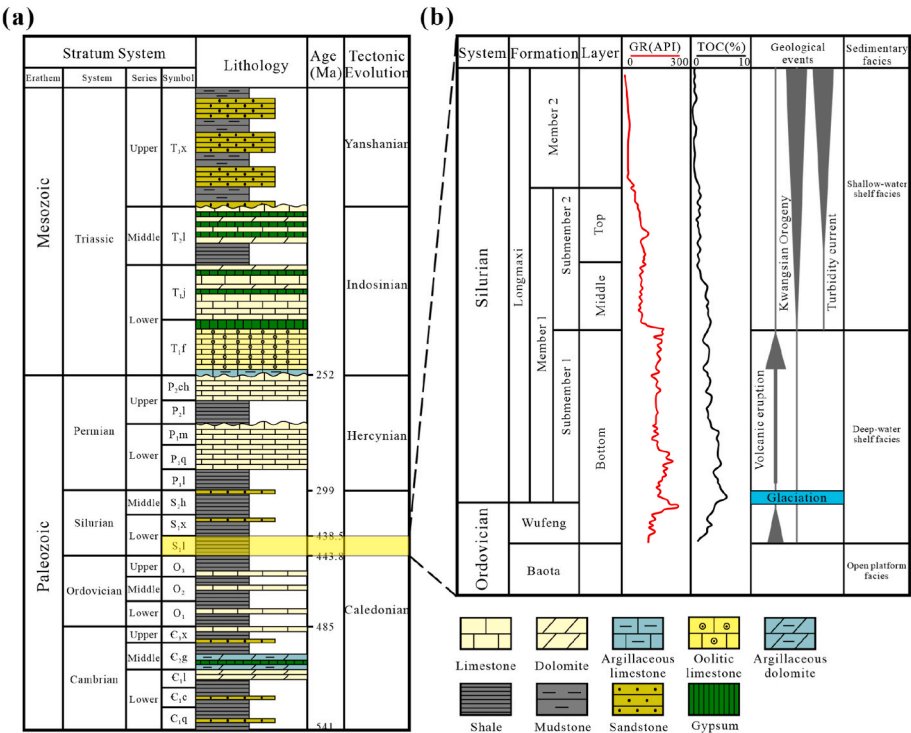 (a)
Stratum System
Erathem System Series Symbol
Lithology
Age
(Ma)
Tectonic
Evolution
Mesozoic
Triassic
Upper
T₃x
Middle
T₂l
Lower
T₁j
T₁f
Yanshanian
Indosinian
252
Paleozoic
Permian
Upper
P₂ch
P₂l
Lower
P₁m
P₁q
P₁l
Hercynian
299
Silurian
Middle
S₂h
Lower
S₁x
S₁l
438.5
443.8
Ordovician
Upper
O₃
Middle
O₂
Lower
O₁
Caledonian
485
Cambrian
Upper
Є₃x
Middle
Є₂g
Lower
Є₁l
Є₁c
Є₁q
541
(b)
System
Formation
Layer
GR(API)
0 300
TOC(%)
0 10
Geological
events
Sedimentary
facies
Silurian
Longmaxi
Member 2
Member 1
Submember 2
Submember 1
Top
Middle
Bottom
Kwangsian Orogeny
Turbidity current
Volcanic eruption
Glaciation
Shallow-water
shelf facies
Deep-water
shelf facies
Ordovician
Wufeng
Baota
Open platform
facies
Limestone
Dolomite
Argillaceous
limestone
Oolitic
limestone
Argillaceous
dolomite
Shale
Mudstone
Sandstone
Gypsum